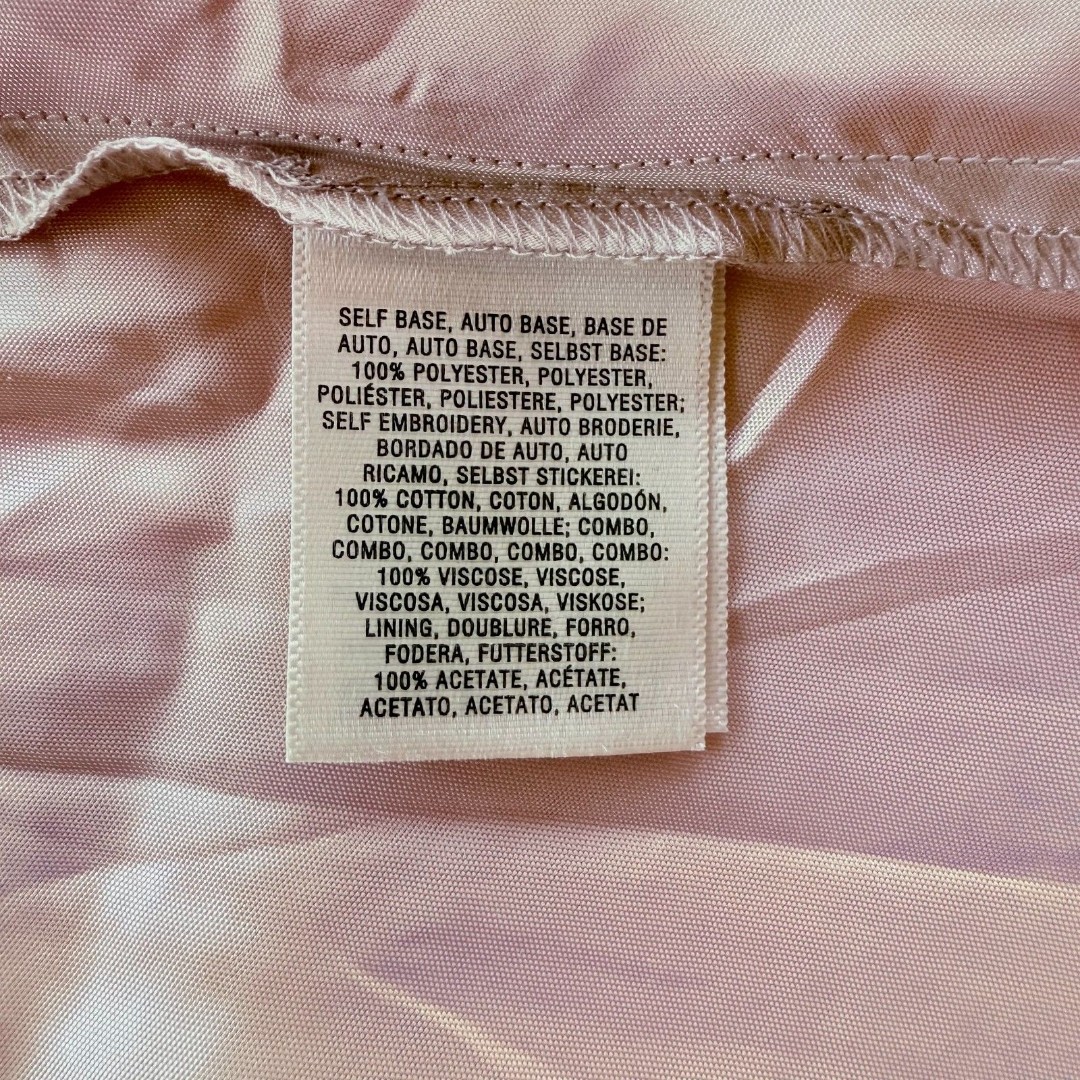 SELF BASE, AUTO BASE, BASE DE
AUTO, AUTO BASE, SELBST BASE:
100% POLYESTER, POLYESTER,
POLIÉSTER, POLIESTERE, POLYESTER;
SELF EMBROIDERY, AUTO BRODERIE,
BORDADO DE AUTO, AUTO
RICAMO, SELBST STICKEREI:
100% COTTON, COTON, ALGODÓN,
COTONE, BAUMWOLLE; COMBO,
COMBO, COMBO, COMBO, COMBO:
100% VISCOSE, VISCOSE,
VISCOSA, VISCOSA, VISKOSE;
LINING, DOUBLURE, FORRO,
FODERA, FUTTERSTOFF:
100% ACETATE, ACÉTATE,
ACETATO, ACETATO, ACETAT